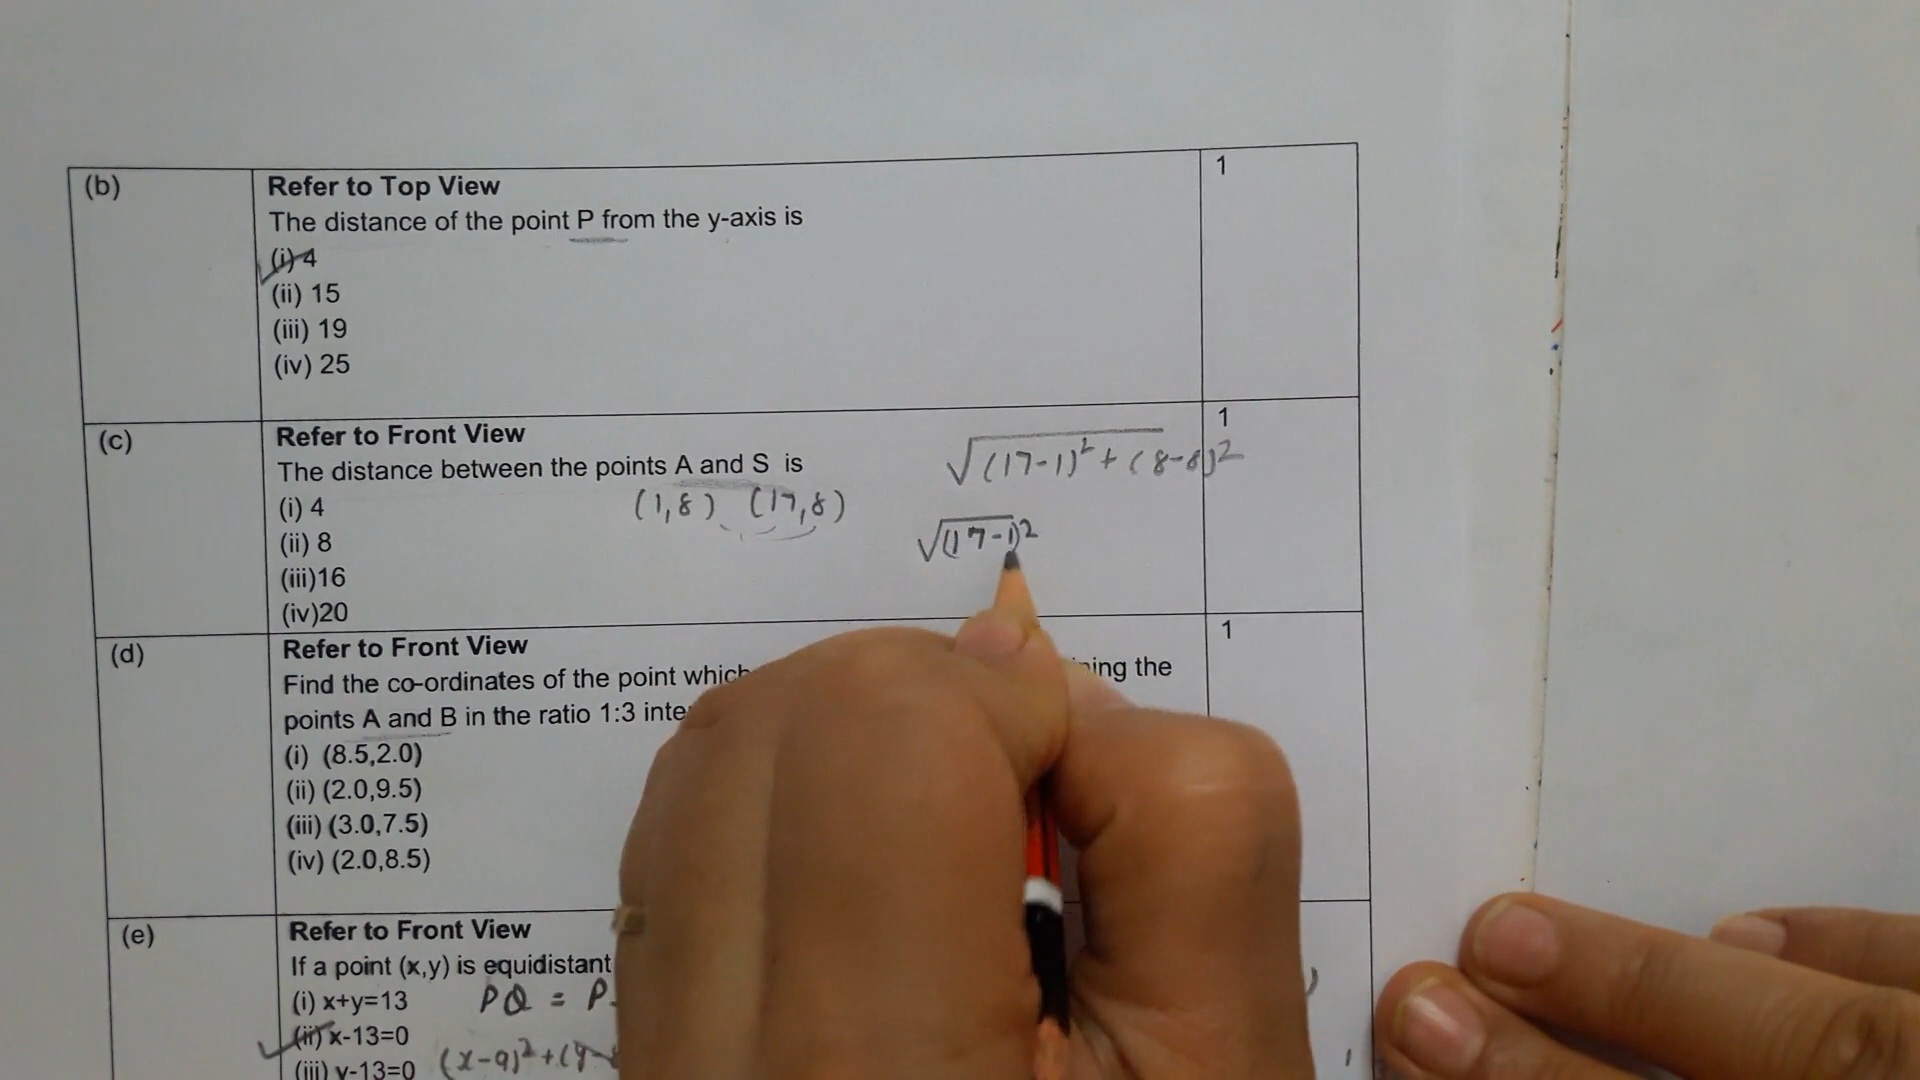 (b) Refer to Top View 1
The distance of the point P from the y-axis is
(i) 4
(ii) 15
(iii) 19
(iv) 25
(c) Refer to Front View 1
The distance between the points A and S is
√(17-1)² + (8-8)²
(i) 4 (1,8) (17,8)
(ii) 8 √(17-1)²
(iii)16
(iv)20
(d) Refer to Front View 1
Find the co-ordinates of the point which the
points A and B in the ratio 1:3
(i) (8.5,2.0)
(ii) (2.0,9.5)
(iii) (3.0,7.5)
(iv) (2.0,8.5)
(e) Refer to Front View
If a point (x,y) is equidistant
(i) x+y=13 PQ = P
(ii) x-13=0
(iii) y-13=0 (x-9)² + (y-